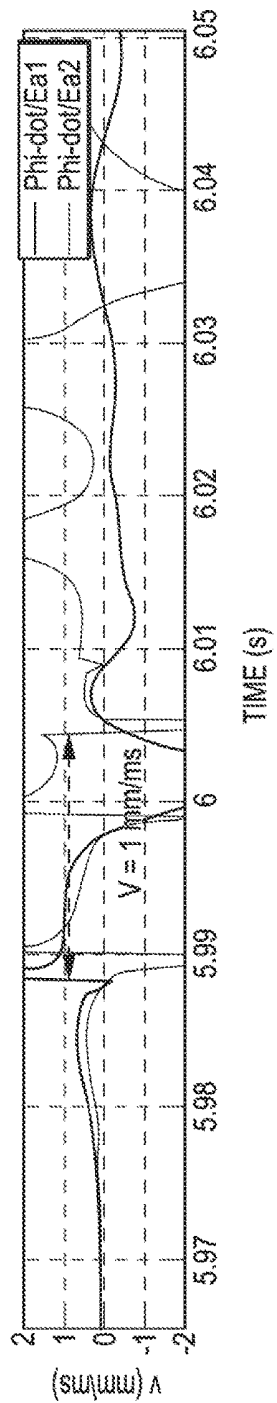 Phi-dot/Ea1
Phi-dot/Ea2
v (mm/ms)
2
1
0
-1
-2
V = 1 mm/ms
5.97
5.98
5.99
6
6.01
6.02
6.03
6.04
6.05
TIME (s)